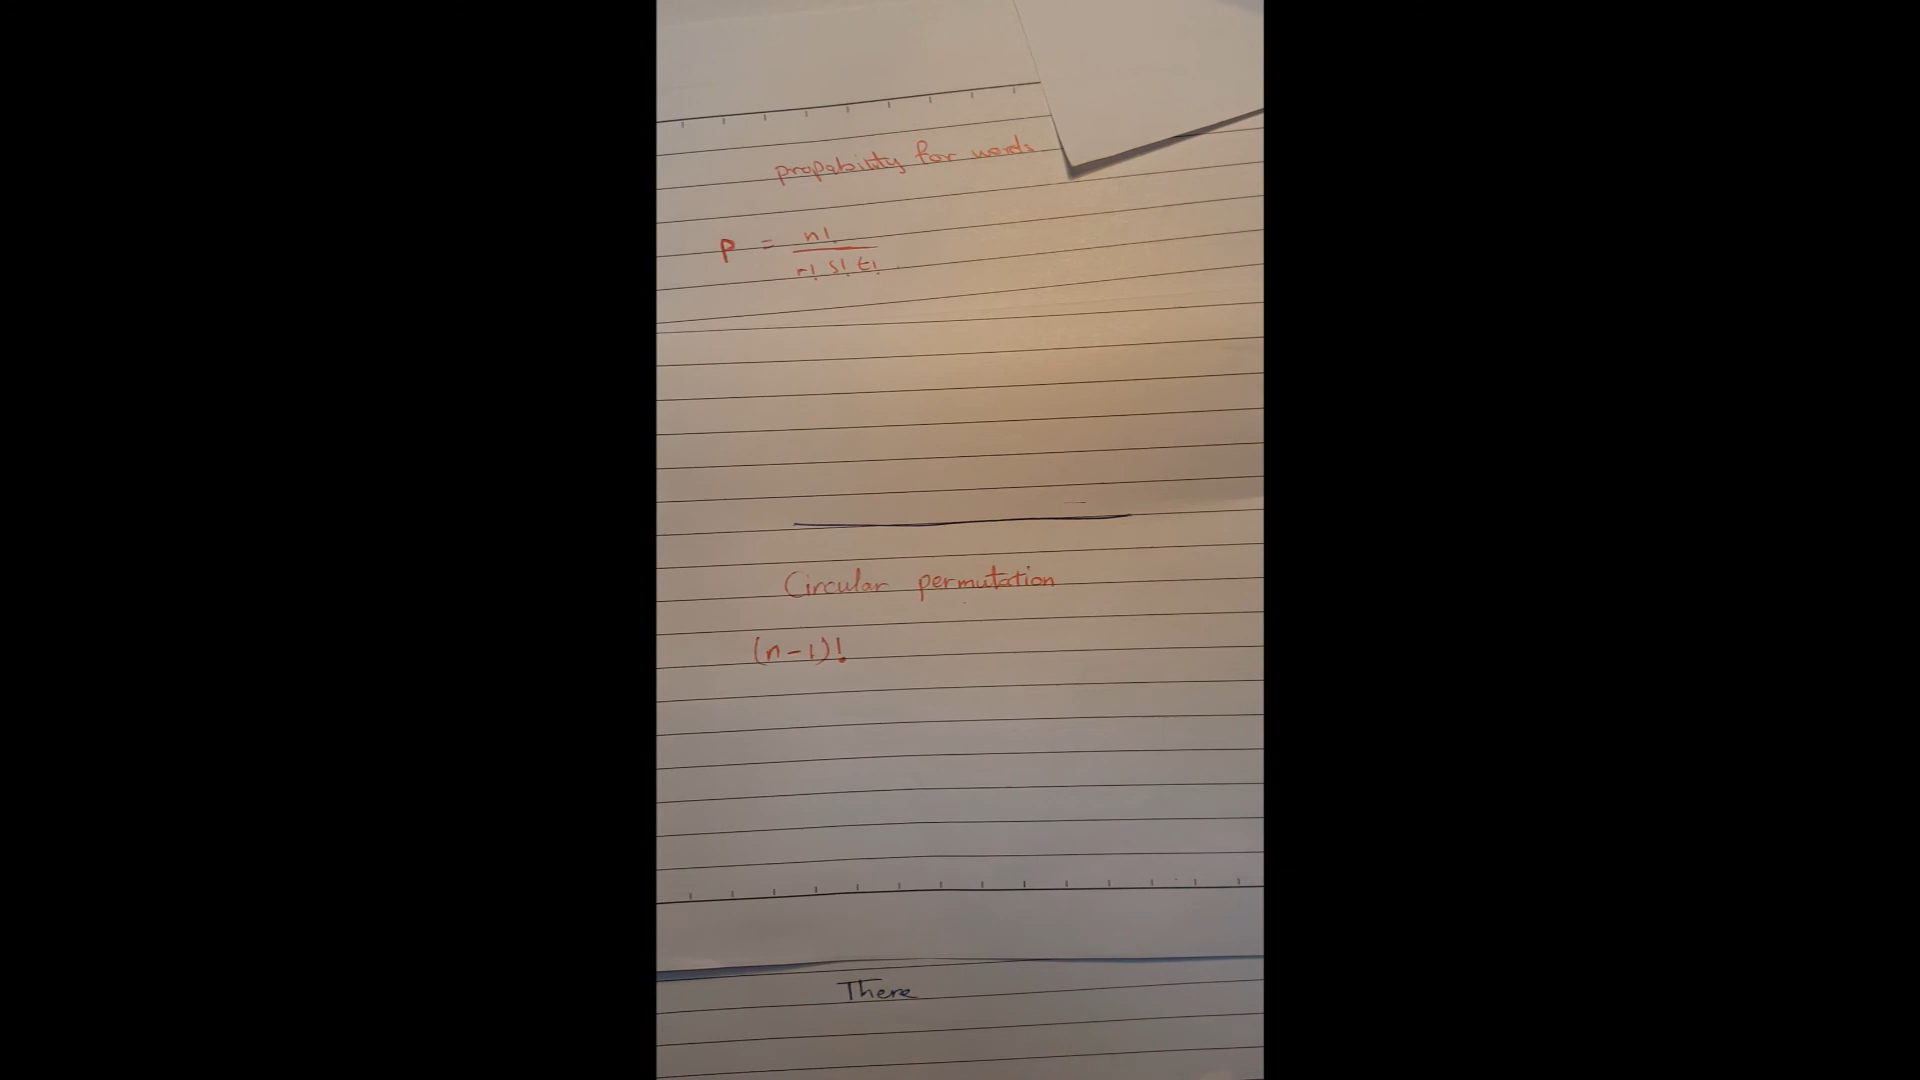 propability for words
P = n! / r! s! t!
Circular permutation
(n-1)!
There